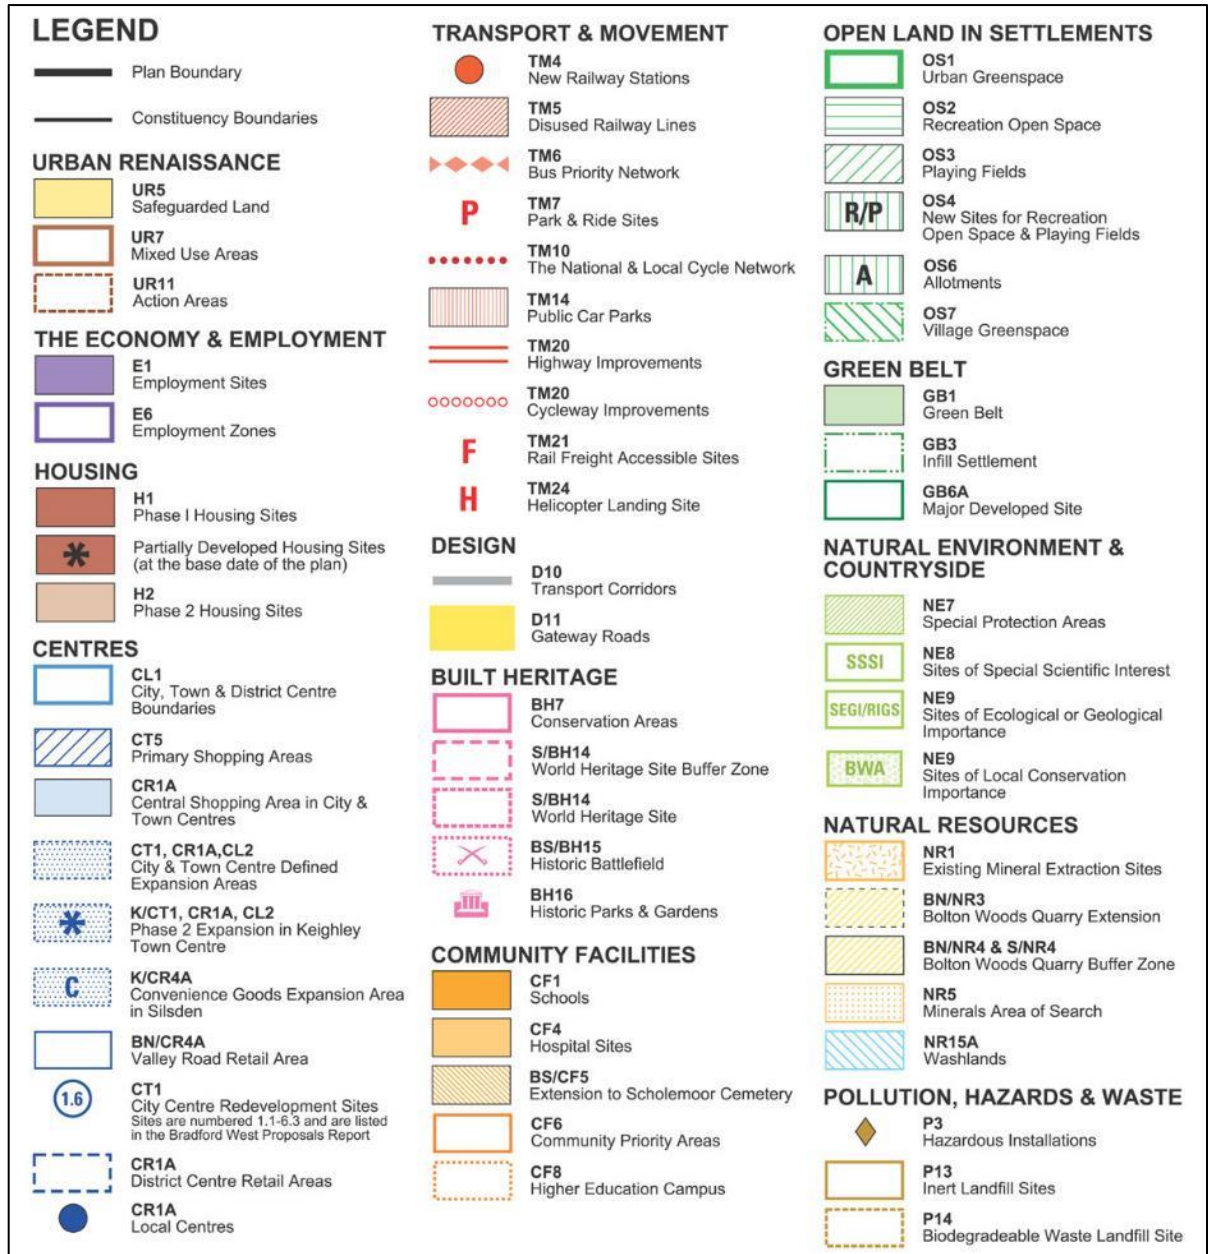 LEGEND
Plan Boundary
Constituency Boundaries
URBAN RENAISSANCE
UR5
Safeguarded Land
UR7
Mixed Use Areas
UR11
Action Areas
THE ECONOMY & EMPLOYMENT
E1
Employment Sites
E6
Employment Zones
HOUSING
H1
Phase I Housing Sites
Partially Developed Housing Sites
(at the base date of the plan)
H2
Phase 2 Housing Sites
CENTRES
CL1
City, Town & District Centre
Boundaries
CT5
Primary Shopping Areas
CR1A
Central Shopping Area in City &
Town Centres
CT1, CR1A,CL2
City & Town Centre Defined
Expansion Areas
K/CT1, CR1A, CL2
Phase 2 Expansion in Keighley
Town Centre
C
K/CR4A
Convenience Goods Expansion Area
in Silsden
BN/CR4A
Valley Road Retail Area
1.6
CT1
City Centre Redevelopment Sites
Sites are numbered 1.1-6.3 and are listed
in the Bradford West Proposals Report
CR1A
District Centre Retail Areas
CR1A
Local Centres
TRANSPORT & MOVEMENT
TM4
New Railway Stations
TM5
Disused Railway Lines
TM6
Bus Priority Network
P
TM7
Park & Ride Sites
TM10
The National & Local Cycle Network
TM14
Public Car Parks
TM20
Highway Improvements
TM20
Cycleway Improvements
F
TM21
Rail Freight Accessible Sites
H
TM24
Helicopter Landing Site
DESIGN
D10
Transport Corridors
D11
Gateway Roads
BUILT HERITAGE
BH7
Conservation Areas
S/BH14
World Heritage Site Buffer Zone
S/BH14
World Heritage Site
BS/BH15
Historic Battlefield
BH16
Historic Parks & Gardens
COMMUNITY FACILITIES
CF1
Schools
CF4
Hospital Sites
BS/CF5
Extension to Scholemoor Cemetery
CF6
Community Priority Areas
CF8
Higher Education Campus
OPEN LAND IN SETTLEMENTS
OS1
Urban Greenspace
OS2
Recreation Open Space
OS3
Playing Fields
R/P
OS4
New Sites for Recreation
Open Space & Playing Fields
A
OS6
Allotments
OS7
Village Greenspace
GREEN BELT
GB1
Green Belt
GB3
Infill Settlement
GB6A
Major Developed Site
NATURAL ENVIRONMENT &
COUNTRYSIDE
NE7
Special Protection Areas
SSSI
NE8
Sites of Special Scientific Interest
SEGI/RIGS
NE9
Sites of Ecological or Geological
Importance
BWA
NE9
Sites of Local Conservation
Importance
NATURAL RESOURCES
NR1
Existing Mineral Extraction Sites
BN/NR3
Bolton Woods Quarry Extension
BN/NR4 & S/NR4
Bolton Woods Quarry Buffer Zone
NR5
Minerals Area of Search
NR15A
Washlands
POLLUTION, HAZARDS & WASTE
P3
Hazardous Installations
P13
Inert Landfill Sites
P14
Biodegradeable Waste Landfill Site